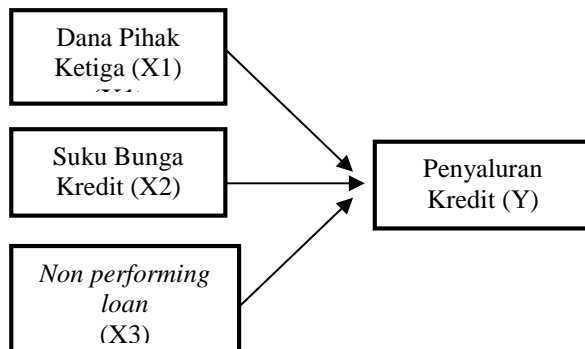 Dana Pihak
Ketiga (X1)
Suku Bunga
Kredit (X2)
Penyaluran
Kredit (Y)
Non performing
loan
(X3)